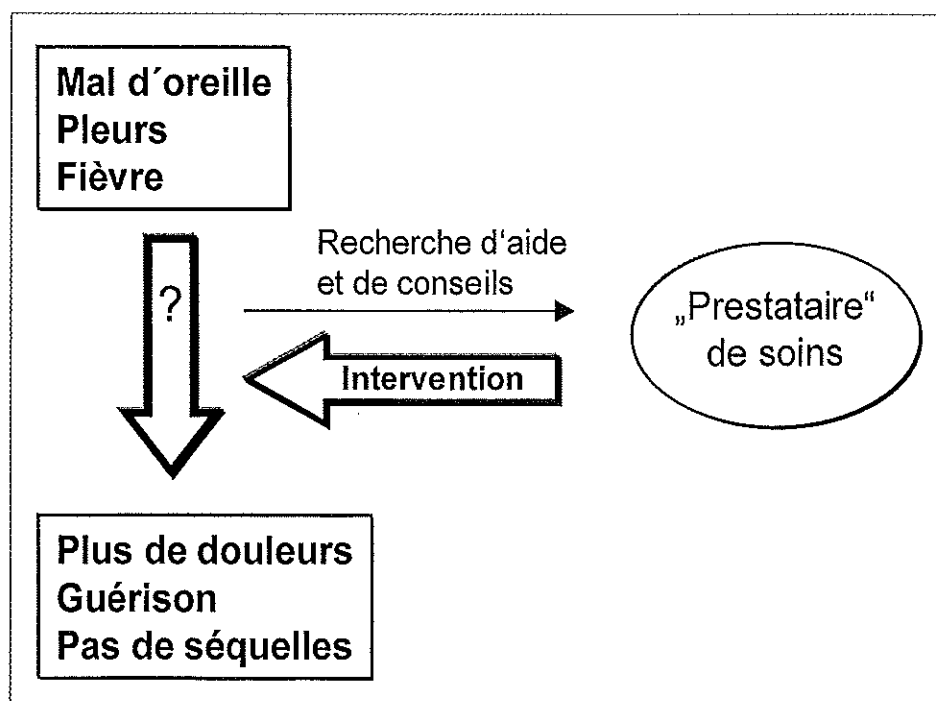 Mal d´oreille
Pleurs
Fièvre
?
Recherche d‘aide
et de conseils
„Prestataire“
de soins
Intervention
Plus de douleurs
Guérison
Pas de séquelles